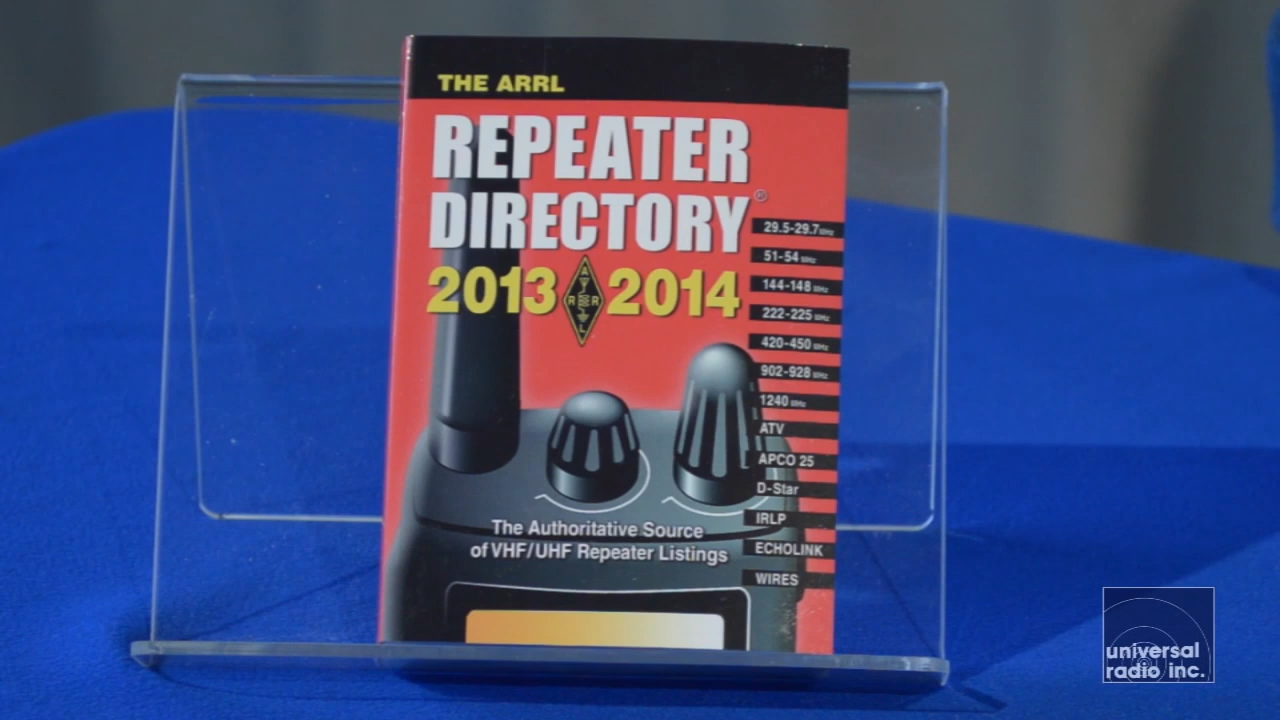 THE ARRL
REPEATER
DIRECTORY®
2013 2014
A
R R
L
29.5-29.7 MHz
51-54 MHz
144-148 MHz
222-225 MHz
420-450 MHz
902-928 MHz
1240 MHz
ATV
APCO 25
D-Star
IRLP
ECHOLINK
WIRES
The Authoritative Source
of VHF/UHF Repeater Listings
universal
radio inc.